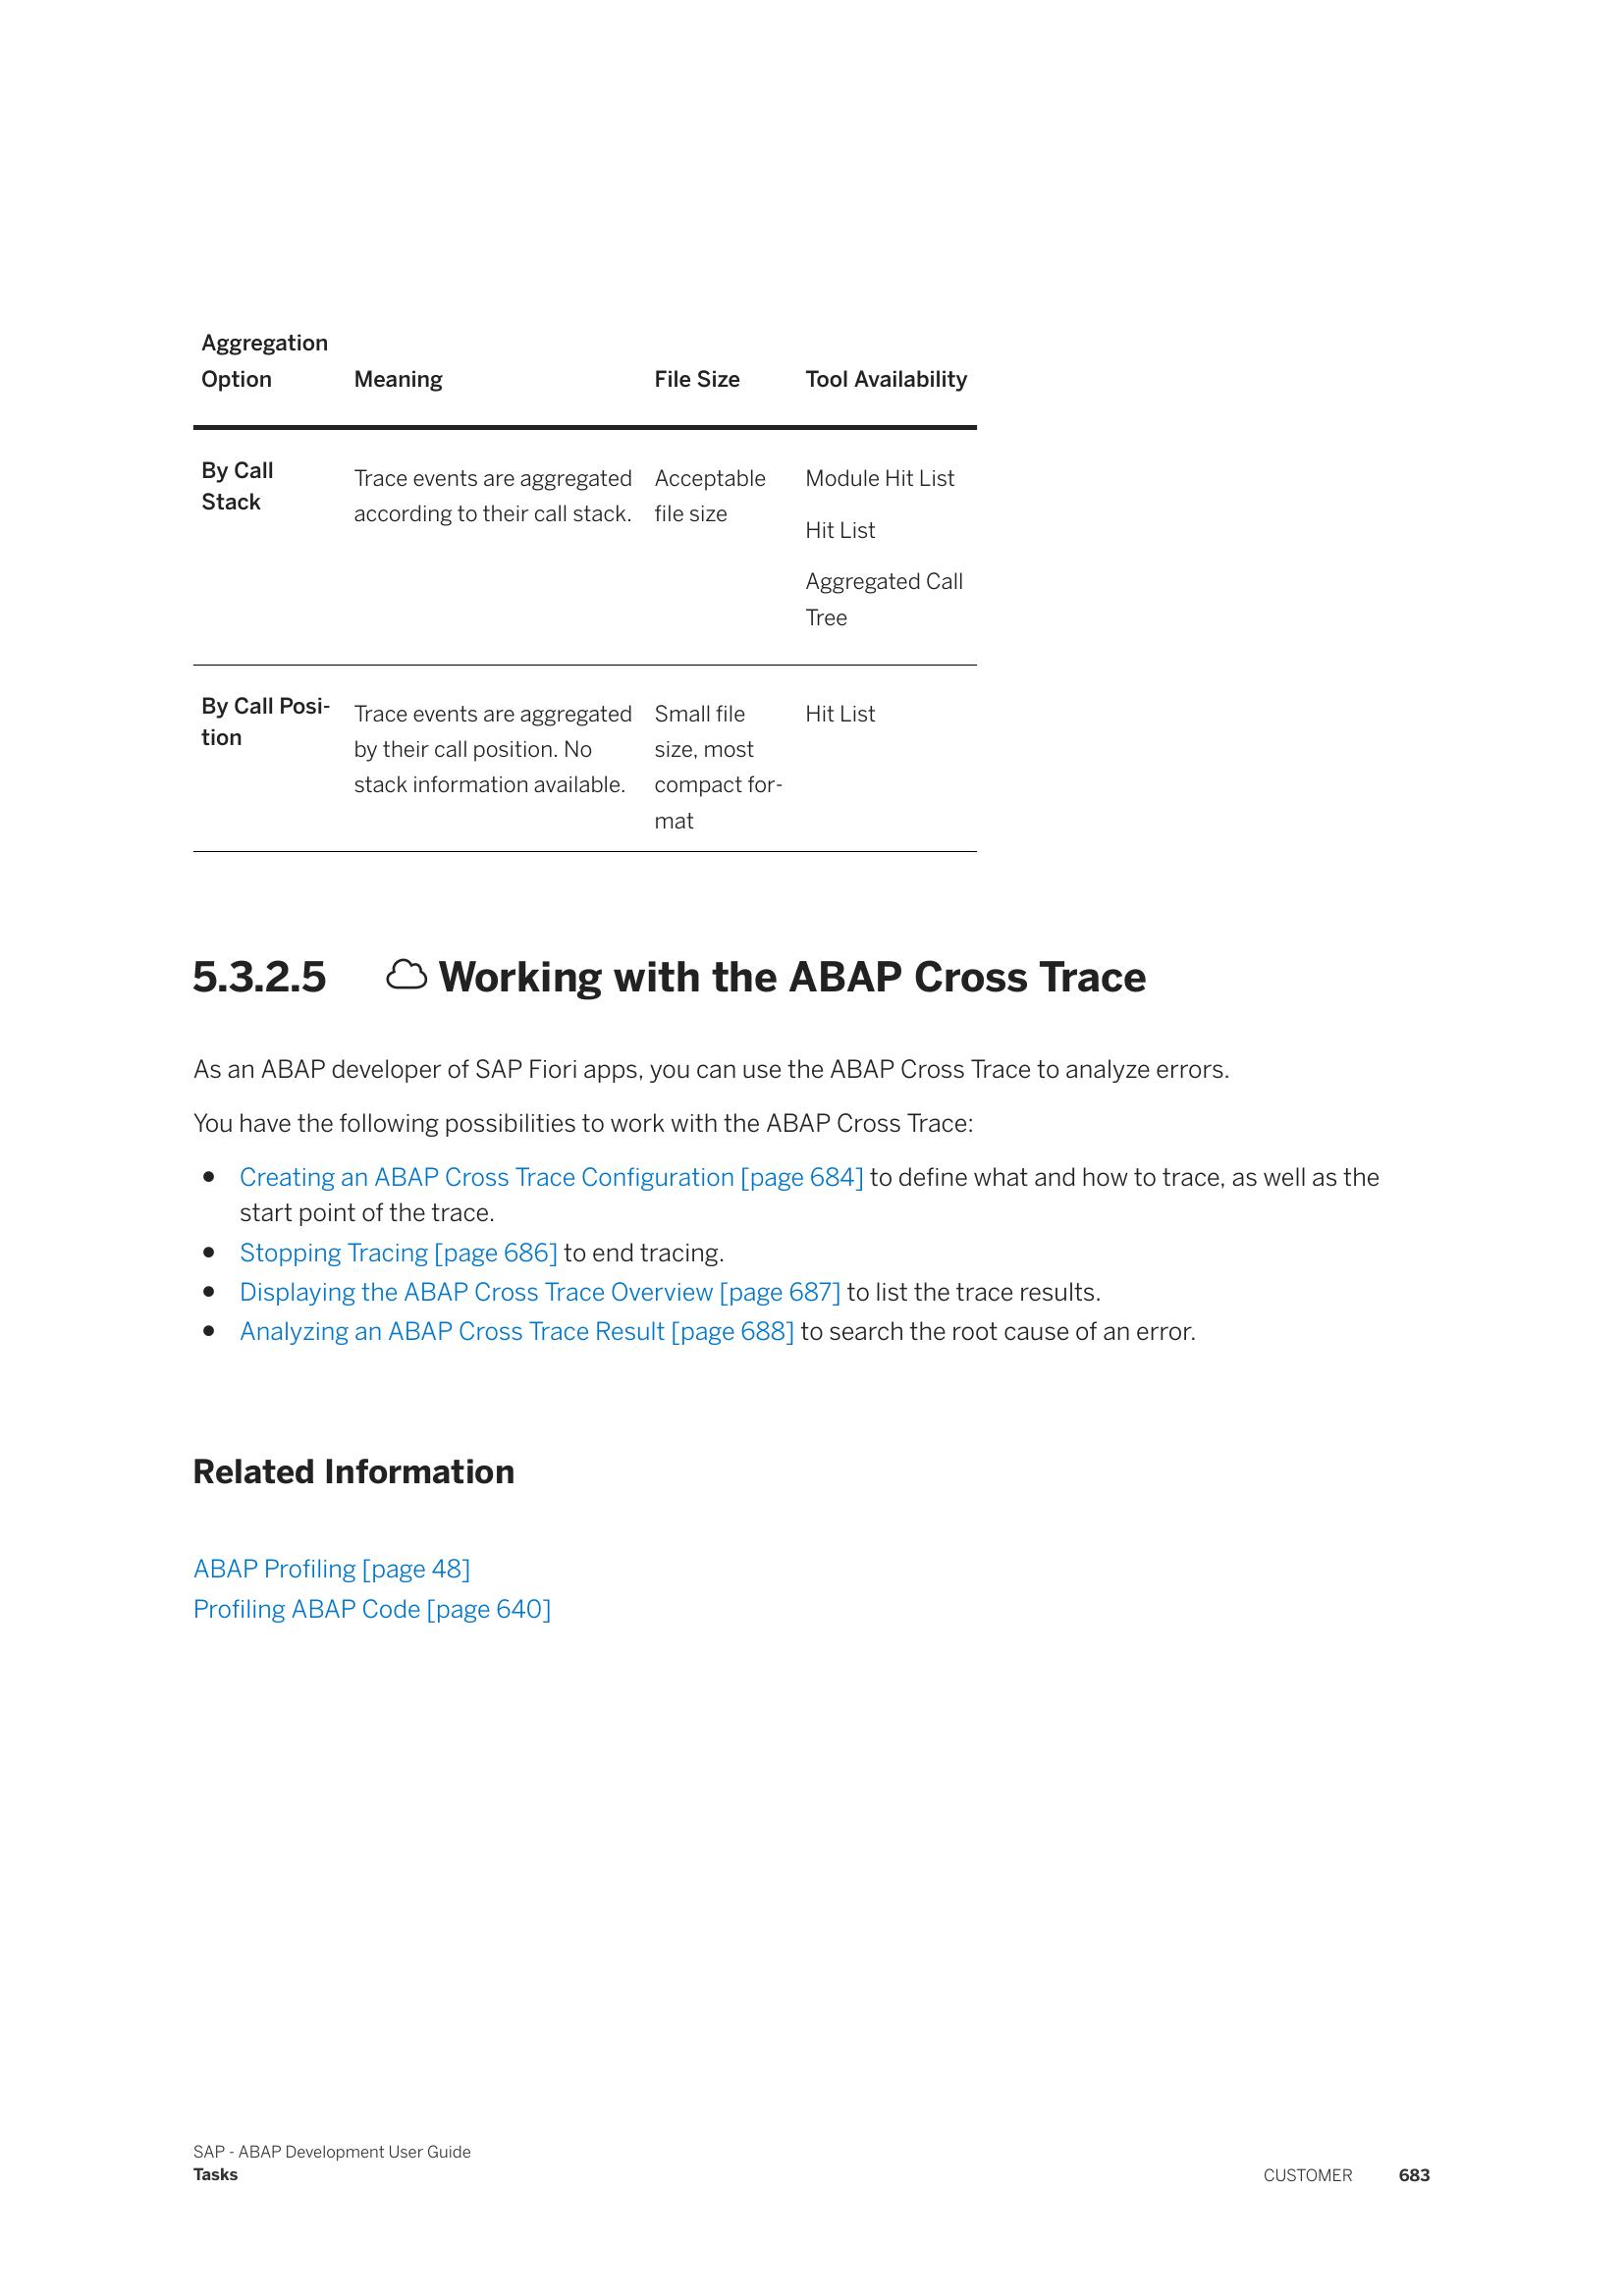 Aggregation
Option Meaning File Size Tool Availability
By Call
Stack
Trace events are aggregated
according to their call stack.
Acceptable
file size
Module Hit List
Hit List
Aggregated Call
Tree
By Call Posi-
tion
Trace events are aggregated
by their call position. No
stack information available.
Small file
size, most
compact for-
mat
Hit List
5.3.2.5 Working with the ABAP Cross Trace
As an ABAP developer of SAP Fiori apps, you can use the ABAP Cross Trace to analyze errors.
You have the following possibilities to work with the ABAP Cross Trace:
● Creating an ABAP Cross Trace Configuration [page 684] to define what and how to trace, as well as the
start point of the trace.
● Stopping Tracing [page 686] to end tracing.
● Displaying the ABAP Cross Trace Overview [page 687] to list the trace results.
● Analyzing an ABAP Cross Trace Result [page 688] to search the root cause of an error.
Related Information
ABAP Profiling [page 48]
Profiling ABAP Code [page 640]
SAP - ABAP Development User Guide
Tasks
CUSTOMER 683